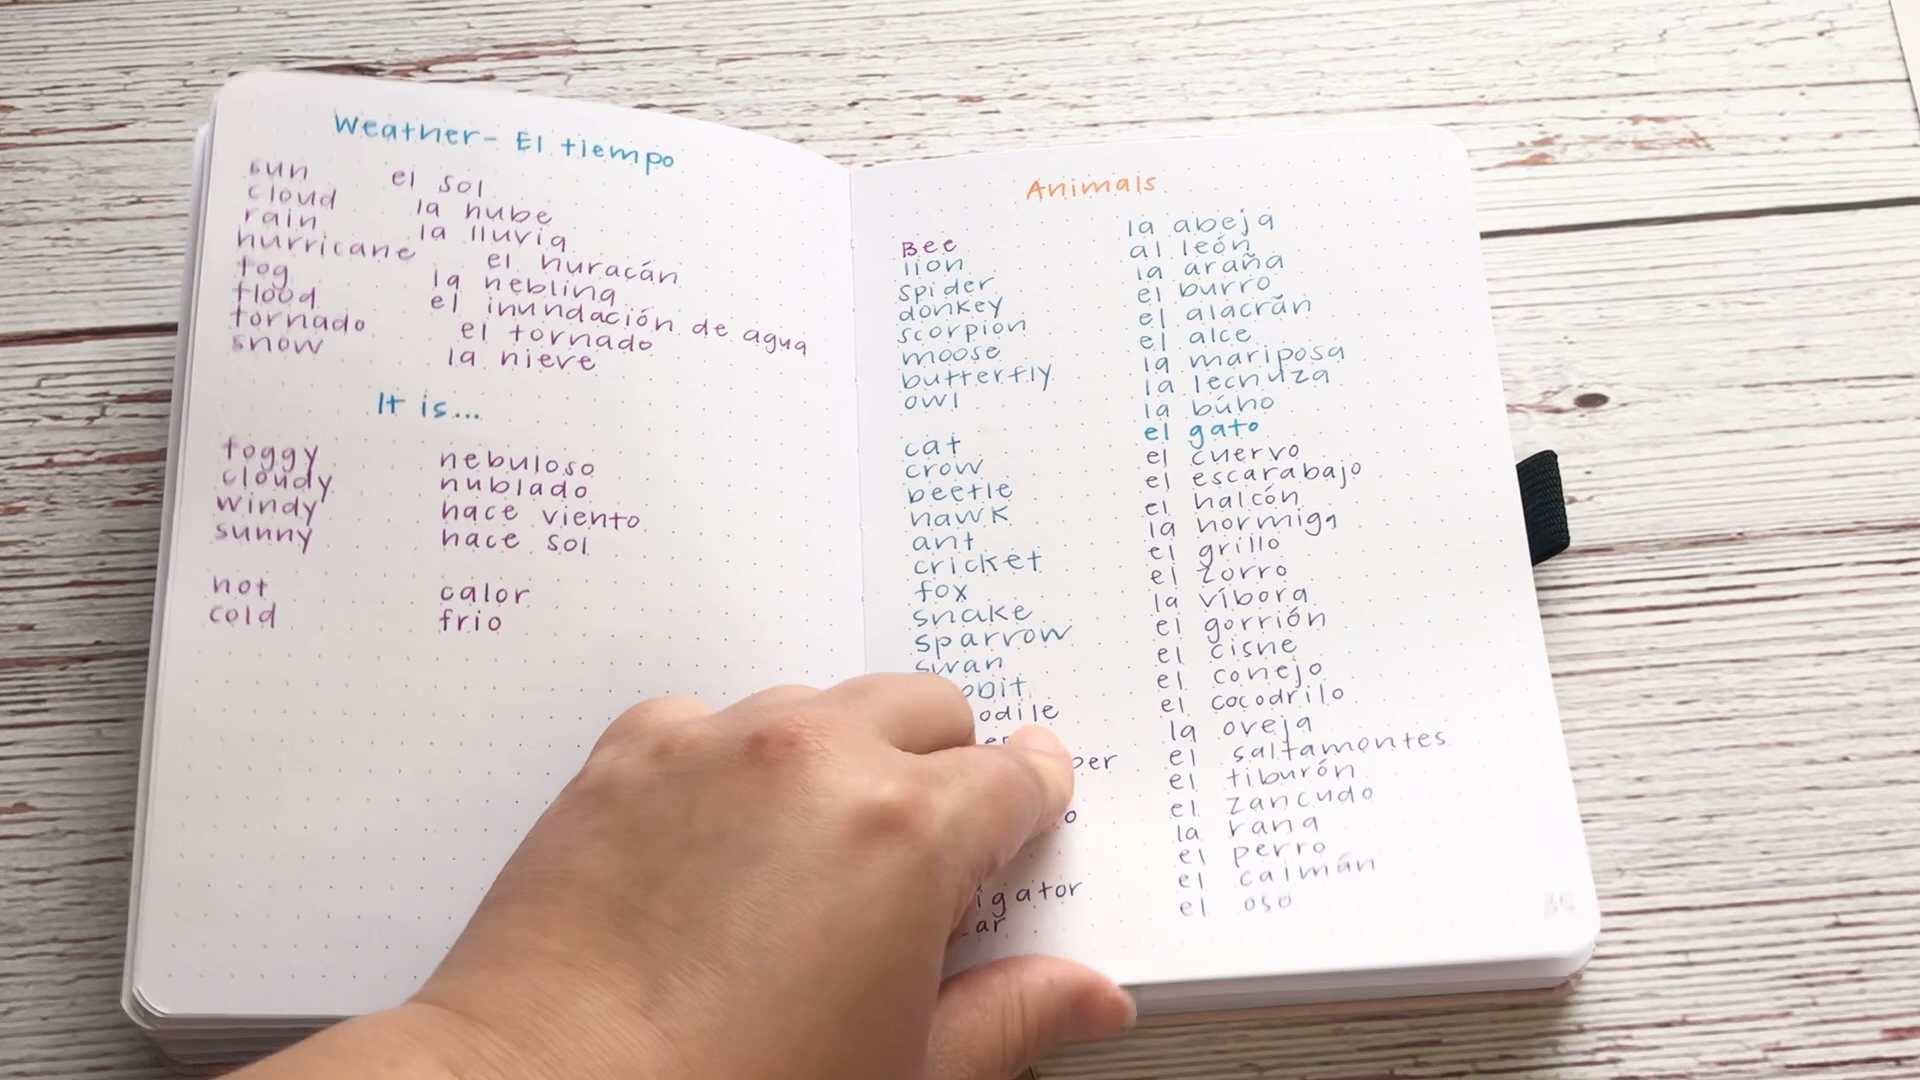 Weather - El tiempo
sun el sol
cloud la nube
rain la lluvia
hurricane el huracán
fog la neblina
flood el inundación de agua
tornado el tornado
snow la nieve
It is...
foggy nebuloso
cloudy nublado
windy hace viento
sunny hace sol
hot calor
cold frio
Animals
Bee la abeja
lion al león
spider la araña
donkey el burro
scorpion el alacrán
moose el alce
butterfly la mariposa
owl la lechuza
la búho
cat el gato
crow el cuervo
beetle el escarabajo
hawk el halcón
ant la hormiga
cricket el grillo
fox el zorro
snake la víbora
sparrow el gorrión
swan el cisne
el conejo
el cocodrilo
la oveja
el saltamontes
el tiburón
el zancudo
la rana
el perro
el caimán
el oso